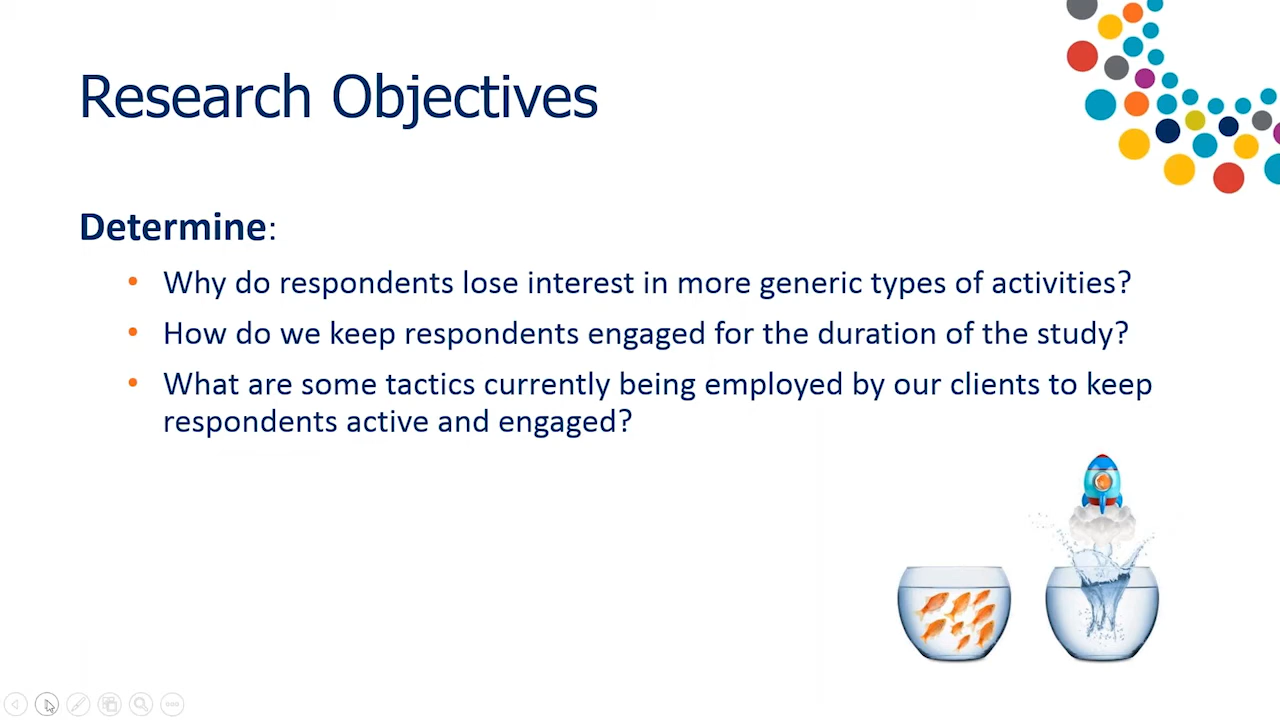 Research Objectives
Determine:
• Why do respondents lose interest in more generic types of activities?
• How do we keep respondents engaged for the duration of the study?
• What are some tactics currently being employed by our clients to keep
respondents active and engaged?